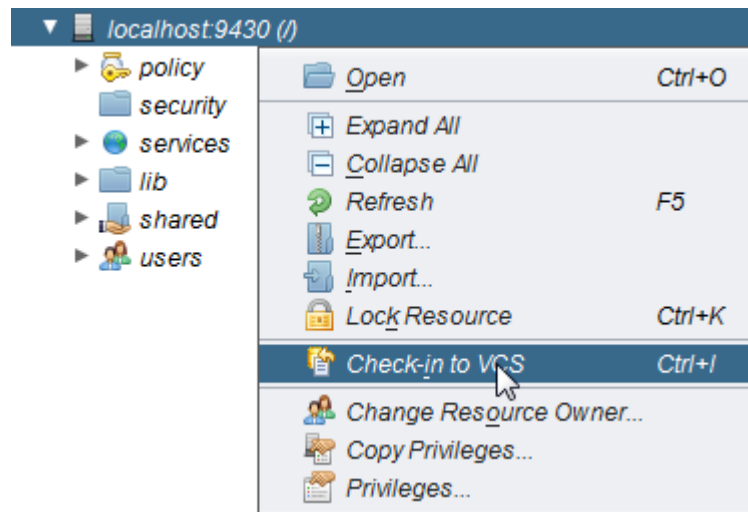 localhost:9430 (/)
policy
security
services
lib
shared
users
Open Ctrl+O
Expand All
Collapse All
Refresh F5
Export...
Import...
Lock Resource Ctrl+K
Check-in to VCS Ctrl+I
Change Resource Owner...
Copy Privileges...
Privileges...